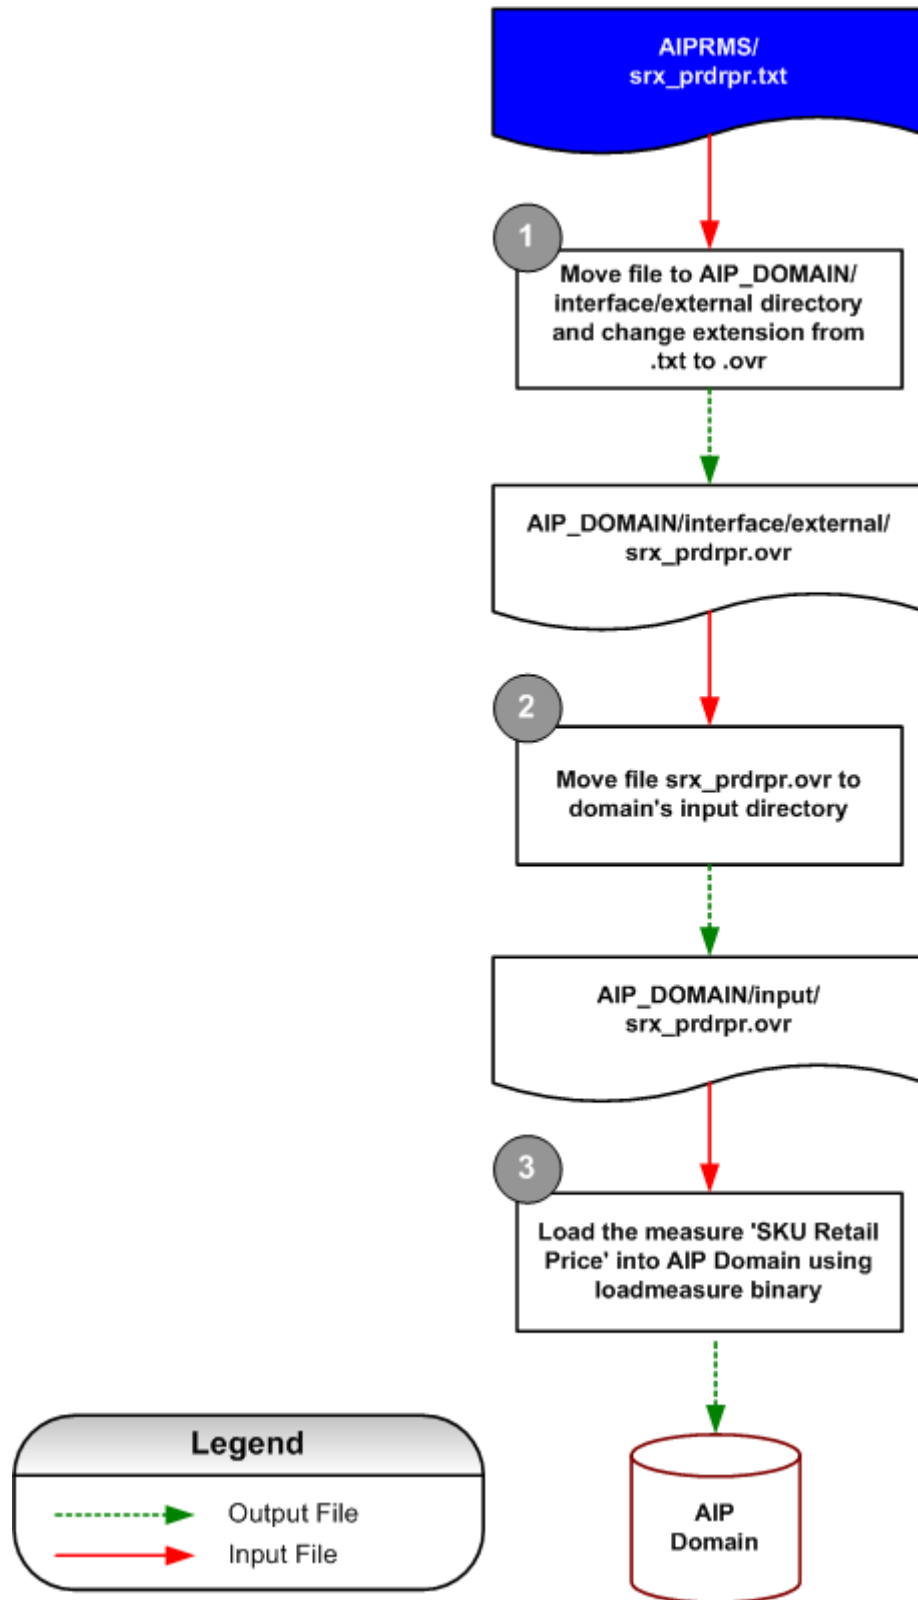 AIPRMS/
srx_prdrpr.txt
1
Move file to AIP_DOMAIN/
interface/external directory
and change extension from
.txt to .ovr
AIP_DOMAIN/interface/external/
srx_prdrpr.ovr
2
Move file srx_prdrpr.ovr to
domain's input directory
AIP_DOMAIN/input/
srx_prdrpr.ovr
3
Load the measure 'SKU Retail
Price' into AIP Domain using
loadmeasure binary
AIP
Domain
Legend
Output File
Input File